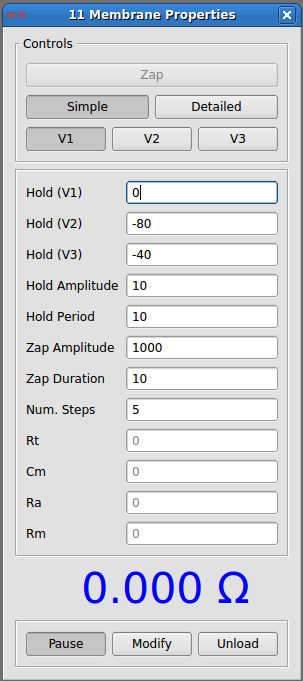 11 Membrane Properties
Controls
Zap
Simple Detailed
V1 V2 V3
Hold (V1) 0
Hold (V2) -80
Hold (V3) -40
Hold Amplitude 10
Hold Period 10
Zap Amplitude 1000
Zap Duration 10
Num. Steps 5
Rt 0
Cm 0
Ra 0
Rm 0
0.000 Ω
Pause Modify Unload